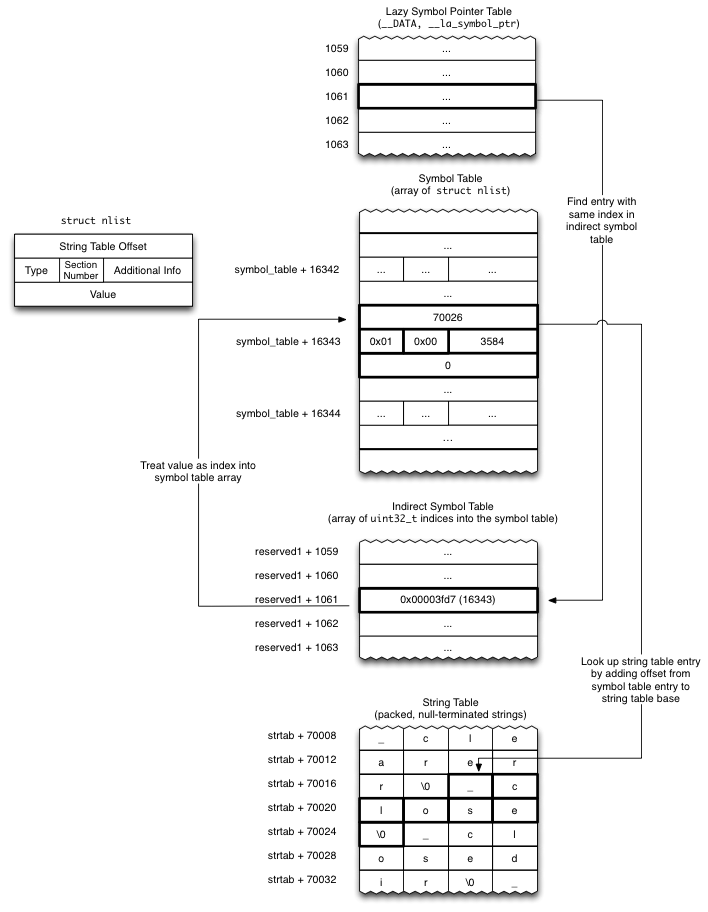 Lazy Symbol Pointer Table
(__DATA, __la_symbol_ptr)
1059 ...
1060 ...
1061 ...
1062 ...
1063 ...
Find entry with
same index in
indirect symbol
table
Symbol Table
(array of struct nlist)
struct nlist
String Table Offset
Type Section Number Additional Info
Value
...
symbol_table + 16342 ... ... ...
...
70026
symbol_table + 16343 0x01 0x00 3584
0
...
symbol_table + 16344 ... ... ...
...
Treat value as index into
symbol table array
Indirect Symbol Table
(array of uint32_t indices into the symbol table)
reserved1 + 1059 ...
reserved1 + 1060 ...
reserved1 + 1061 0x00003fd7 (16343)
reserved1 + 1062 ...
reserved1 + 1063 ...
Look up string table entry
by adding offset from
symbol table entry to
string table base
String Table
(packed, null-terminated strings)
strtab + 70008 _ c l e
strtab + 70012 a r e r
strtab + 70016 r \0 _ c
strtab + 70020 l o s e
strtab + 70024 \0 _ c l
strtab + 70028 o s e d
strtab + 70032 i r \0 _